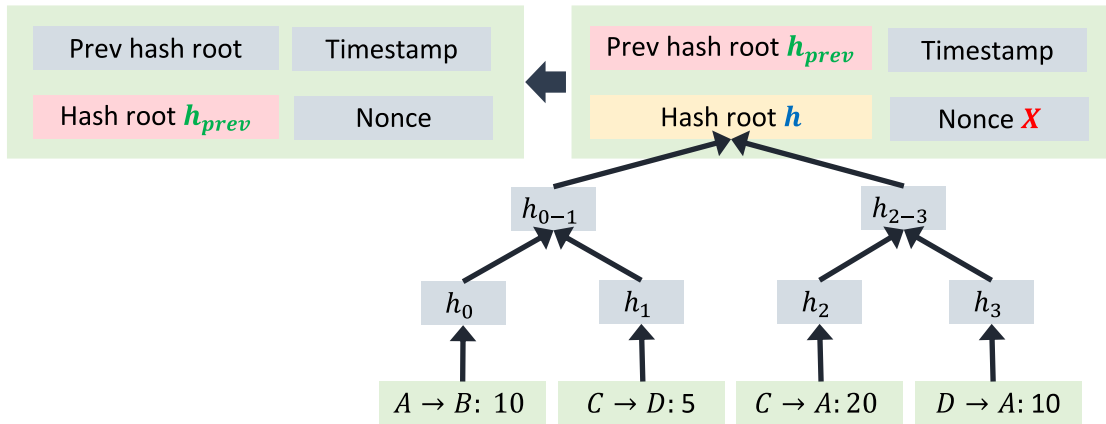 Prev hash root
Timestamp
Hash root h_prev
Nonce
Prev hash root h_prev
Timestamp
Hash root h
Nonce X
h_0−1
h_2−3
h_0
h_1
h_2
h_3
A → B: 10
C → D: 5
C → A: 20
D → A: 10